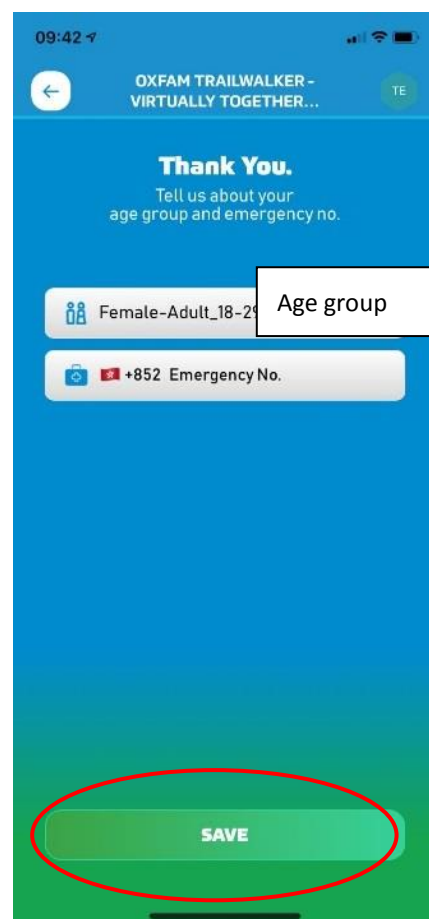 09:42
OXFAM TRAILWALKER -
VIRTUALLY TOGETHER...
TE
Thank You.
Tell us about your
age group and emergency no.
Female-Adult_18-29
Age group
+852 Emergency No.
SAVE